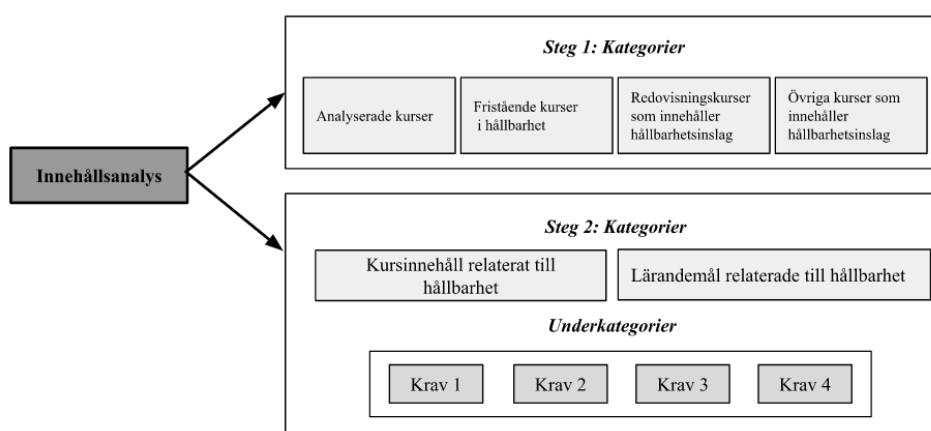 Innehållsanalys
Steg 1: Kategorier
Analyserade kurser
Fristående kurser
i hållbarhet
Redovisningskurser
som innehåller
hållbarhetsinslag
Övriga kurser som
innehåller
hållbarhetsinslag
Steg 2: Kategorier
Kursinnehåll relaterat till
hållbarhet
Lärandemål relaterade till hållbarhet
Underkategorier
Krav 1
Krav 2
Krav 3
Krav 4